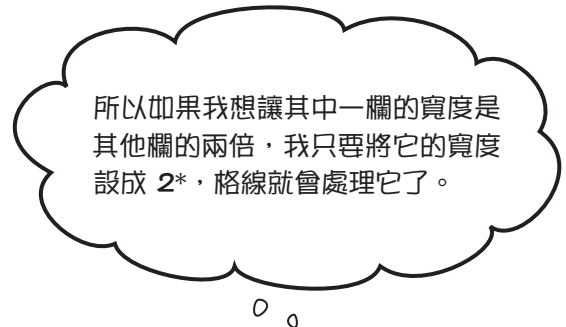 所以如果我想讓其中一欄的寬度是
其他欄的兩倍，我只要將它的寬度
設成 2*，格線就會處理它了。